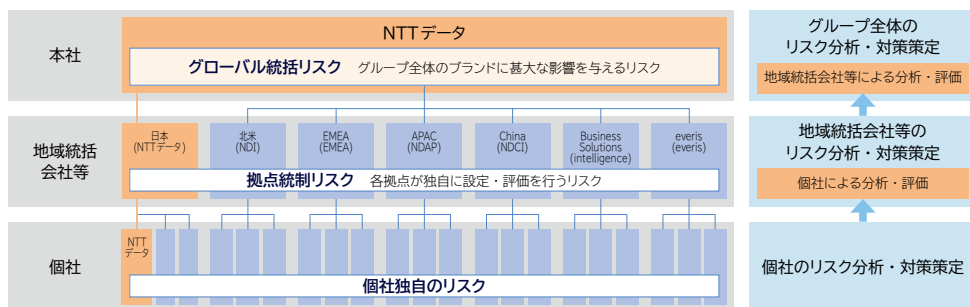 本社
NTTデータ
グローバル統括リスク グループ全体のブランドに甚大な影響を与えるリスク
グループ全体の
リスク分析・対策策定
地域統括会社等による分析・評価
地域統括
会社等
日本
(NTTデータ)
北米
(NDI)
EMEA
(EMEA)
APAC
(NDAP)
China
(NDCI)
Business
Solutions
(intelligence)
everis
(everis)
拠点統制リスク 各拠点が独自に設定・評価を行うリスク
地域統括会社等の
リスク分析・対策策定
個社による分析・評価
個社
NTT
データ
個社独自のリスク
個社のリスク分析・対策策定